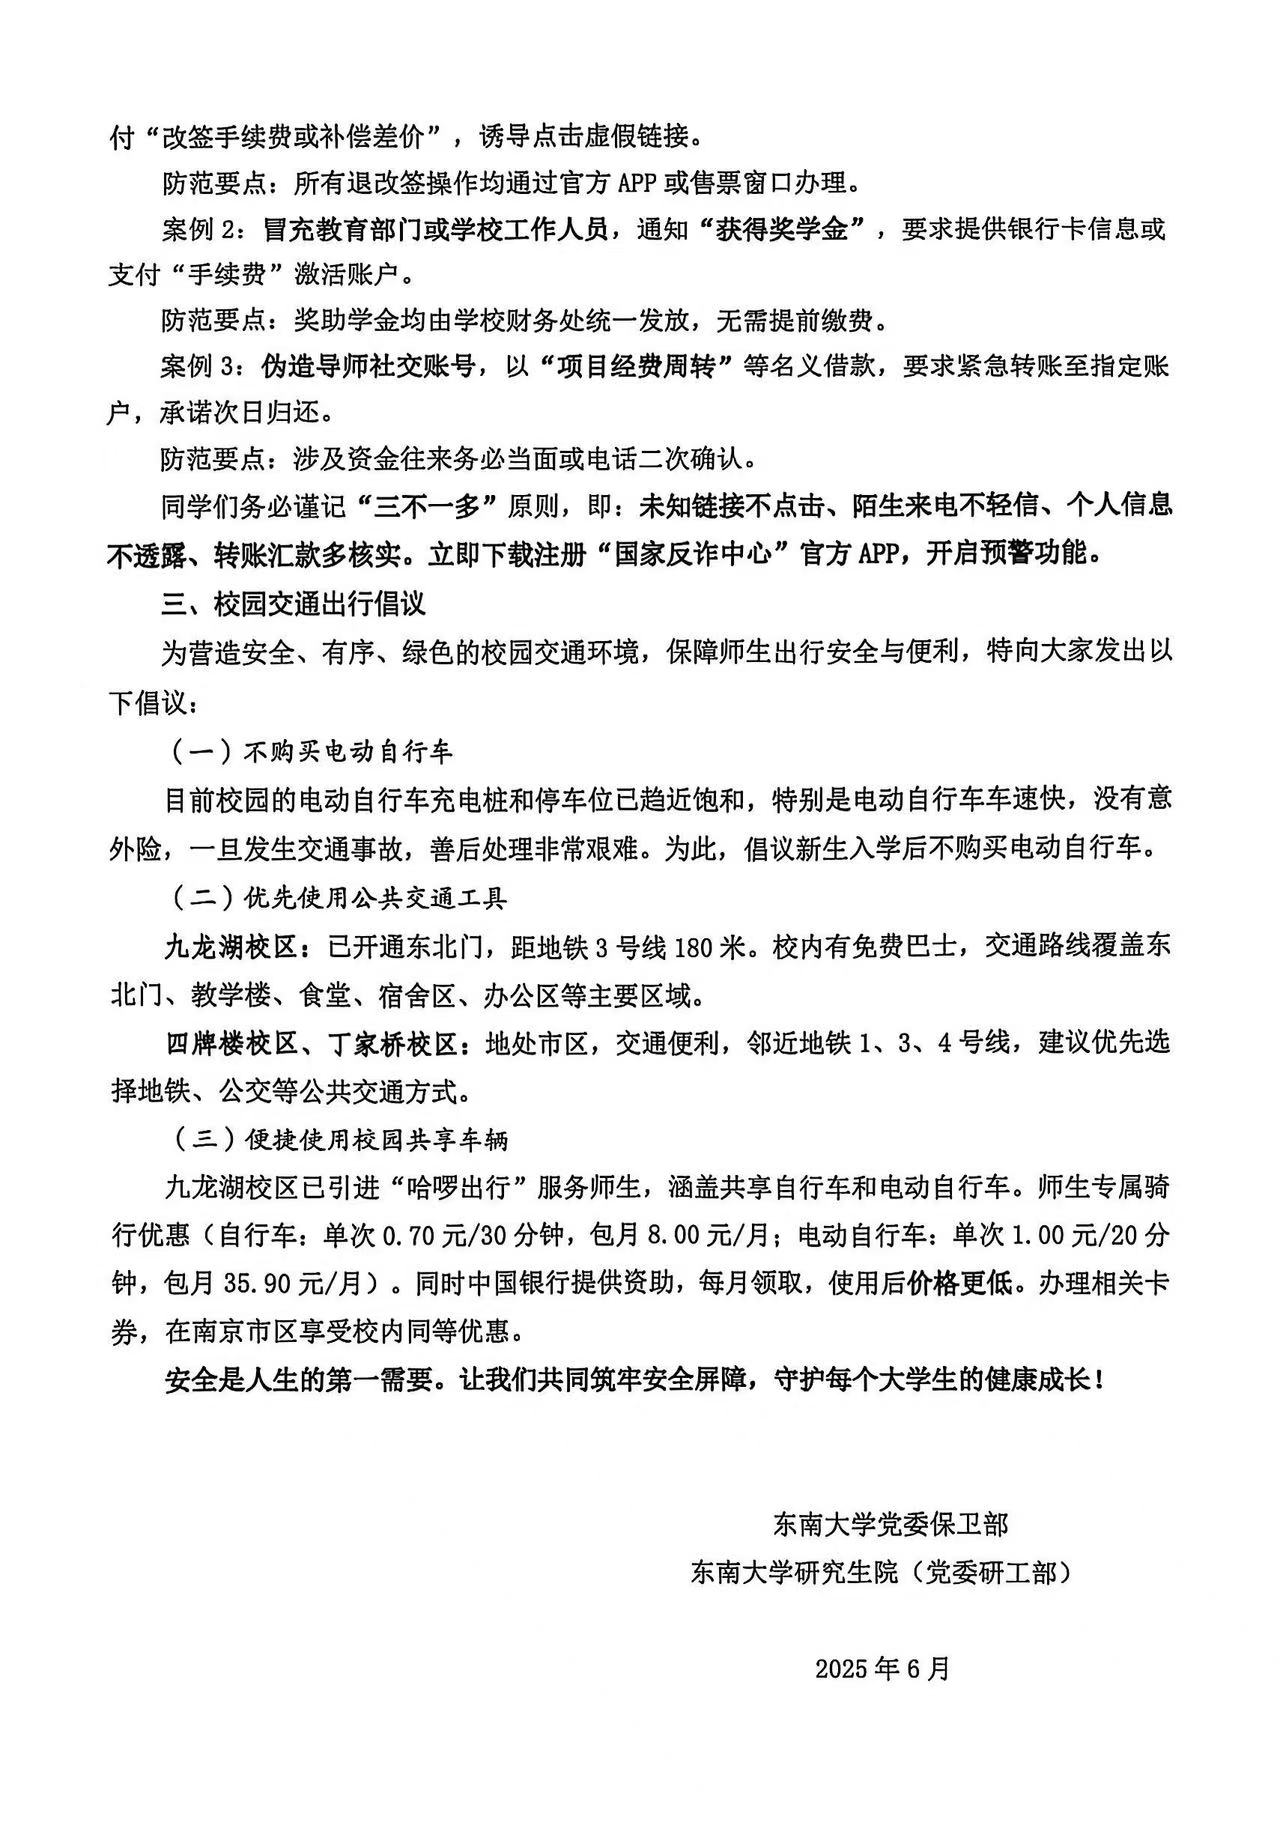 付“改签手续费或补偿差价”，诱导点击虚假链接。
防范要点：所有退改签操作均通过官方 APP 或售票窗口办理。
案例 2：冒充教育部门或学校工作人员，通知“获得奖学金”，要求提供银行卡信息或
支付“手续费”激活账户。
防范要点：奖助学金均由学校财务处统一发放，无需提前缴费。
案例 3：伪造导师社交账号，以“项目经费周转”等名义借款，要求紧急转账至指定账
户，承诺次日归还。
防范要点：涉及资金往来务必当面或电话二次确认。
同学们务必谨记“三不一多”原则，即：未知链接不点击、陌生来电不轻信、个人信息
不透露、转账汇款多核实。立即下载注册“国家反诈中心”官方 APP，开启预警功能。
三、校园交通出行倡议
为营造安全、有序、绿色的校园交通环境，保障师生出行安全与便利，特向大家发出以
下倡议：
（一）不购买电动自行车
目前校园的电动自行车充电桩和停车位已趋近饱和，特别是电动自行车车速快，没有意
外险，一旦发生交通事故，善后处理非常艰难。为此，倡议新生入学后不购买电动自行车。
（二）优先使用公共交通工具
九龙湖校区：已开通东北门，距地铁 3 号线 180 米。校内有免费巴士，交通路线覆盖东
北门、教学楼、食堂、宿舍区、办公区等主要区域。
四牌楼校区、丁家桥校区：地处市区，交通便利，邻近地铁 1、3、4 号线，建议优先选
择地铁、公交等公共交通方式。
（三）便捷使用校园共享车辆
九龙湖校区已引进“哈啰出行”服务师生，涵盖共享自行车和电动自行车。师生专属骑
行优惠（自行车：单次 0.70 元/30 分钟，包月 8.00 元/月；电动自行车：单次 1.00 元/20 分
钟，包月 35.90 元/月）。同时中国银行提供资助，每月领取，使用后价格更低。办理相关卡
券，在南京市区享受校内同等优惠。
安全是人生的第一需要。让我们共同筑牢安全屏障，守护每个大学生的健康成长！
东南大学党委保卫部
东南大学研究生院（党委研工部）
2025 年 6 月